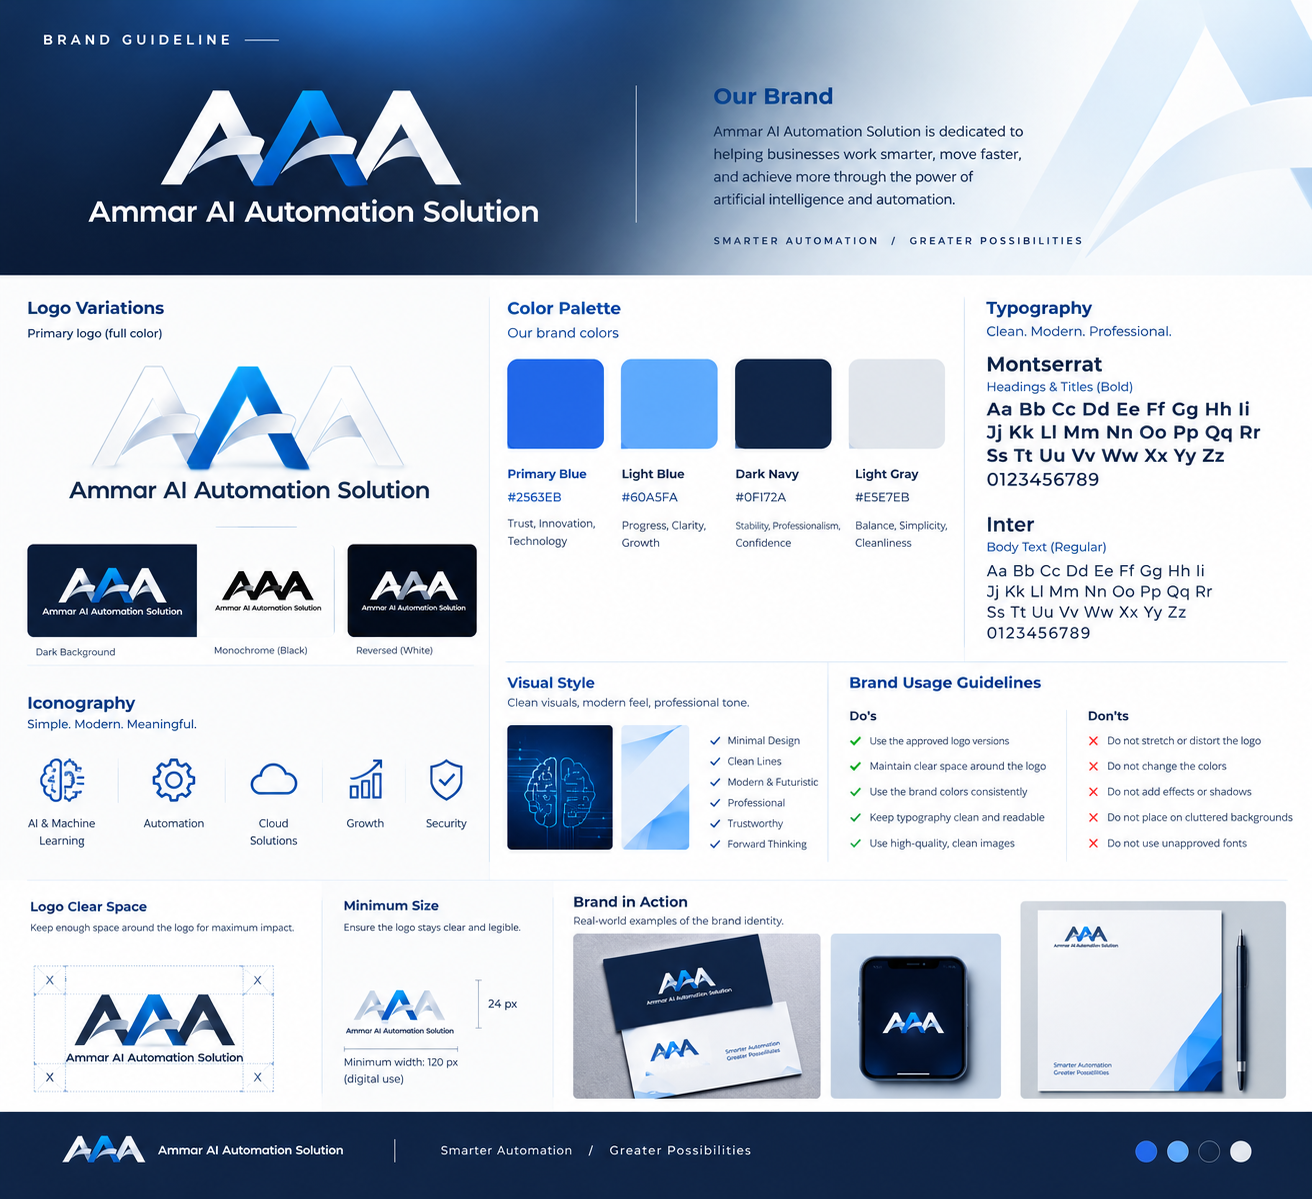 BRAND GUIDELINE
AAA
Ammar AI Automation Solution
Our Brand
Ammar AI Automation Solution is dedicated to
helping businesses work smarter, move faster,
and achieve more through the power of
artificial intelligence and automation.
SMARTER AUTOMATION / GREATER POSSIBILITIES
Logo Variations
Primary logo (full color)
AAA
Ammar AI Automation Solution
AAA
Ammar AI Automation Solution
Dark Background
AAA
Ammar AI Automation Solution
Monochrome (Black)
AAA
Ammar AI Automation Solution
Reversed (White)
Color Palette
Our brand colors
Primary Blue
#2563EB
Trust, Innovation,
Technology
Light Blue
#60A5FA
Progress, Clarity,
Growth
Dark Navy
#0F172A
Stability, Professionalism,
Confidence
Light Gray
#E5E7EB
Balance, Simplicity,
Cleanliness
Typography
Clean. Modern. Professional.
Montserrat
Headings & Titles (Bold)
Aa Bb Cc Dd Ee Ff Gg Hh Ii
Jj Kk Ll Mm Nn Oo Pp Qq Rr
Ss Tt Uu Vv Ww Xx Yy Zz
0123456789
Inter
Body Text (Regular)
Aa Bb Cc Dd Ee Ff Gg Hh Ii
Jj Kk Ll Mm Nn Oo Pp Qq Rr
Ss Tt Uu Vv Ww Xx Yy Zz
0123456789
Iconography
Simple. Modern. Meaningful.
AI & Machine
Learning
Automation
Cloud
Solutions
Growth
Security
Visual Style
Clean visuals, modern feel, professional tone.
Minimal Design
Clean Lines
Modern & Futuristic
Professional
Trustworthy
Forward Thinking
Brand Usage Guidelines
Do's
Use the approved logo versions
Maintain clear space around the logo
Use the brand colors consistently
Keep typography clean and readable
Use high-quality, clean images
Don'ts
Do not stretch or distort the logo
Do not change the colors
Do not add effects or shadows
Do not place on cluttered backgrounds
Do not use unapproved fonts
Logo Clear Space
Keep enough space around the logo for maximum impact.
X
X
AAA
Ammar AI Automation Solution
X
X
Minimum Size
Ensure the logo stays clear and legible.
AAA
Ammar AI Automation Solution
24 px
Minimum width: 120 px
(digital use)
Brand in Action
Real-world examples of the brand identity.
AAA
Ammar AI Automation Solution
AAA
Smarter Automation
Greater Possibilities
AAA
AAA
Ammar AI Automation Solution
Smarter Automation
Greater Possibilities
AAA
Ammar AI Automation Solution
Smarter Automation / Greater Possibilities